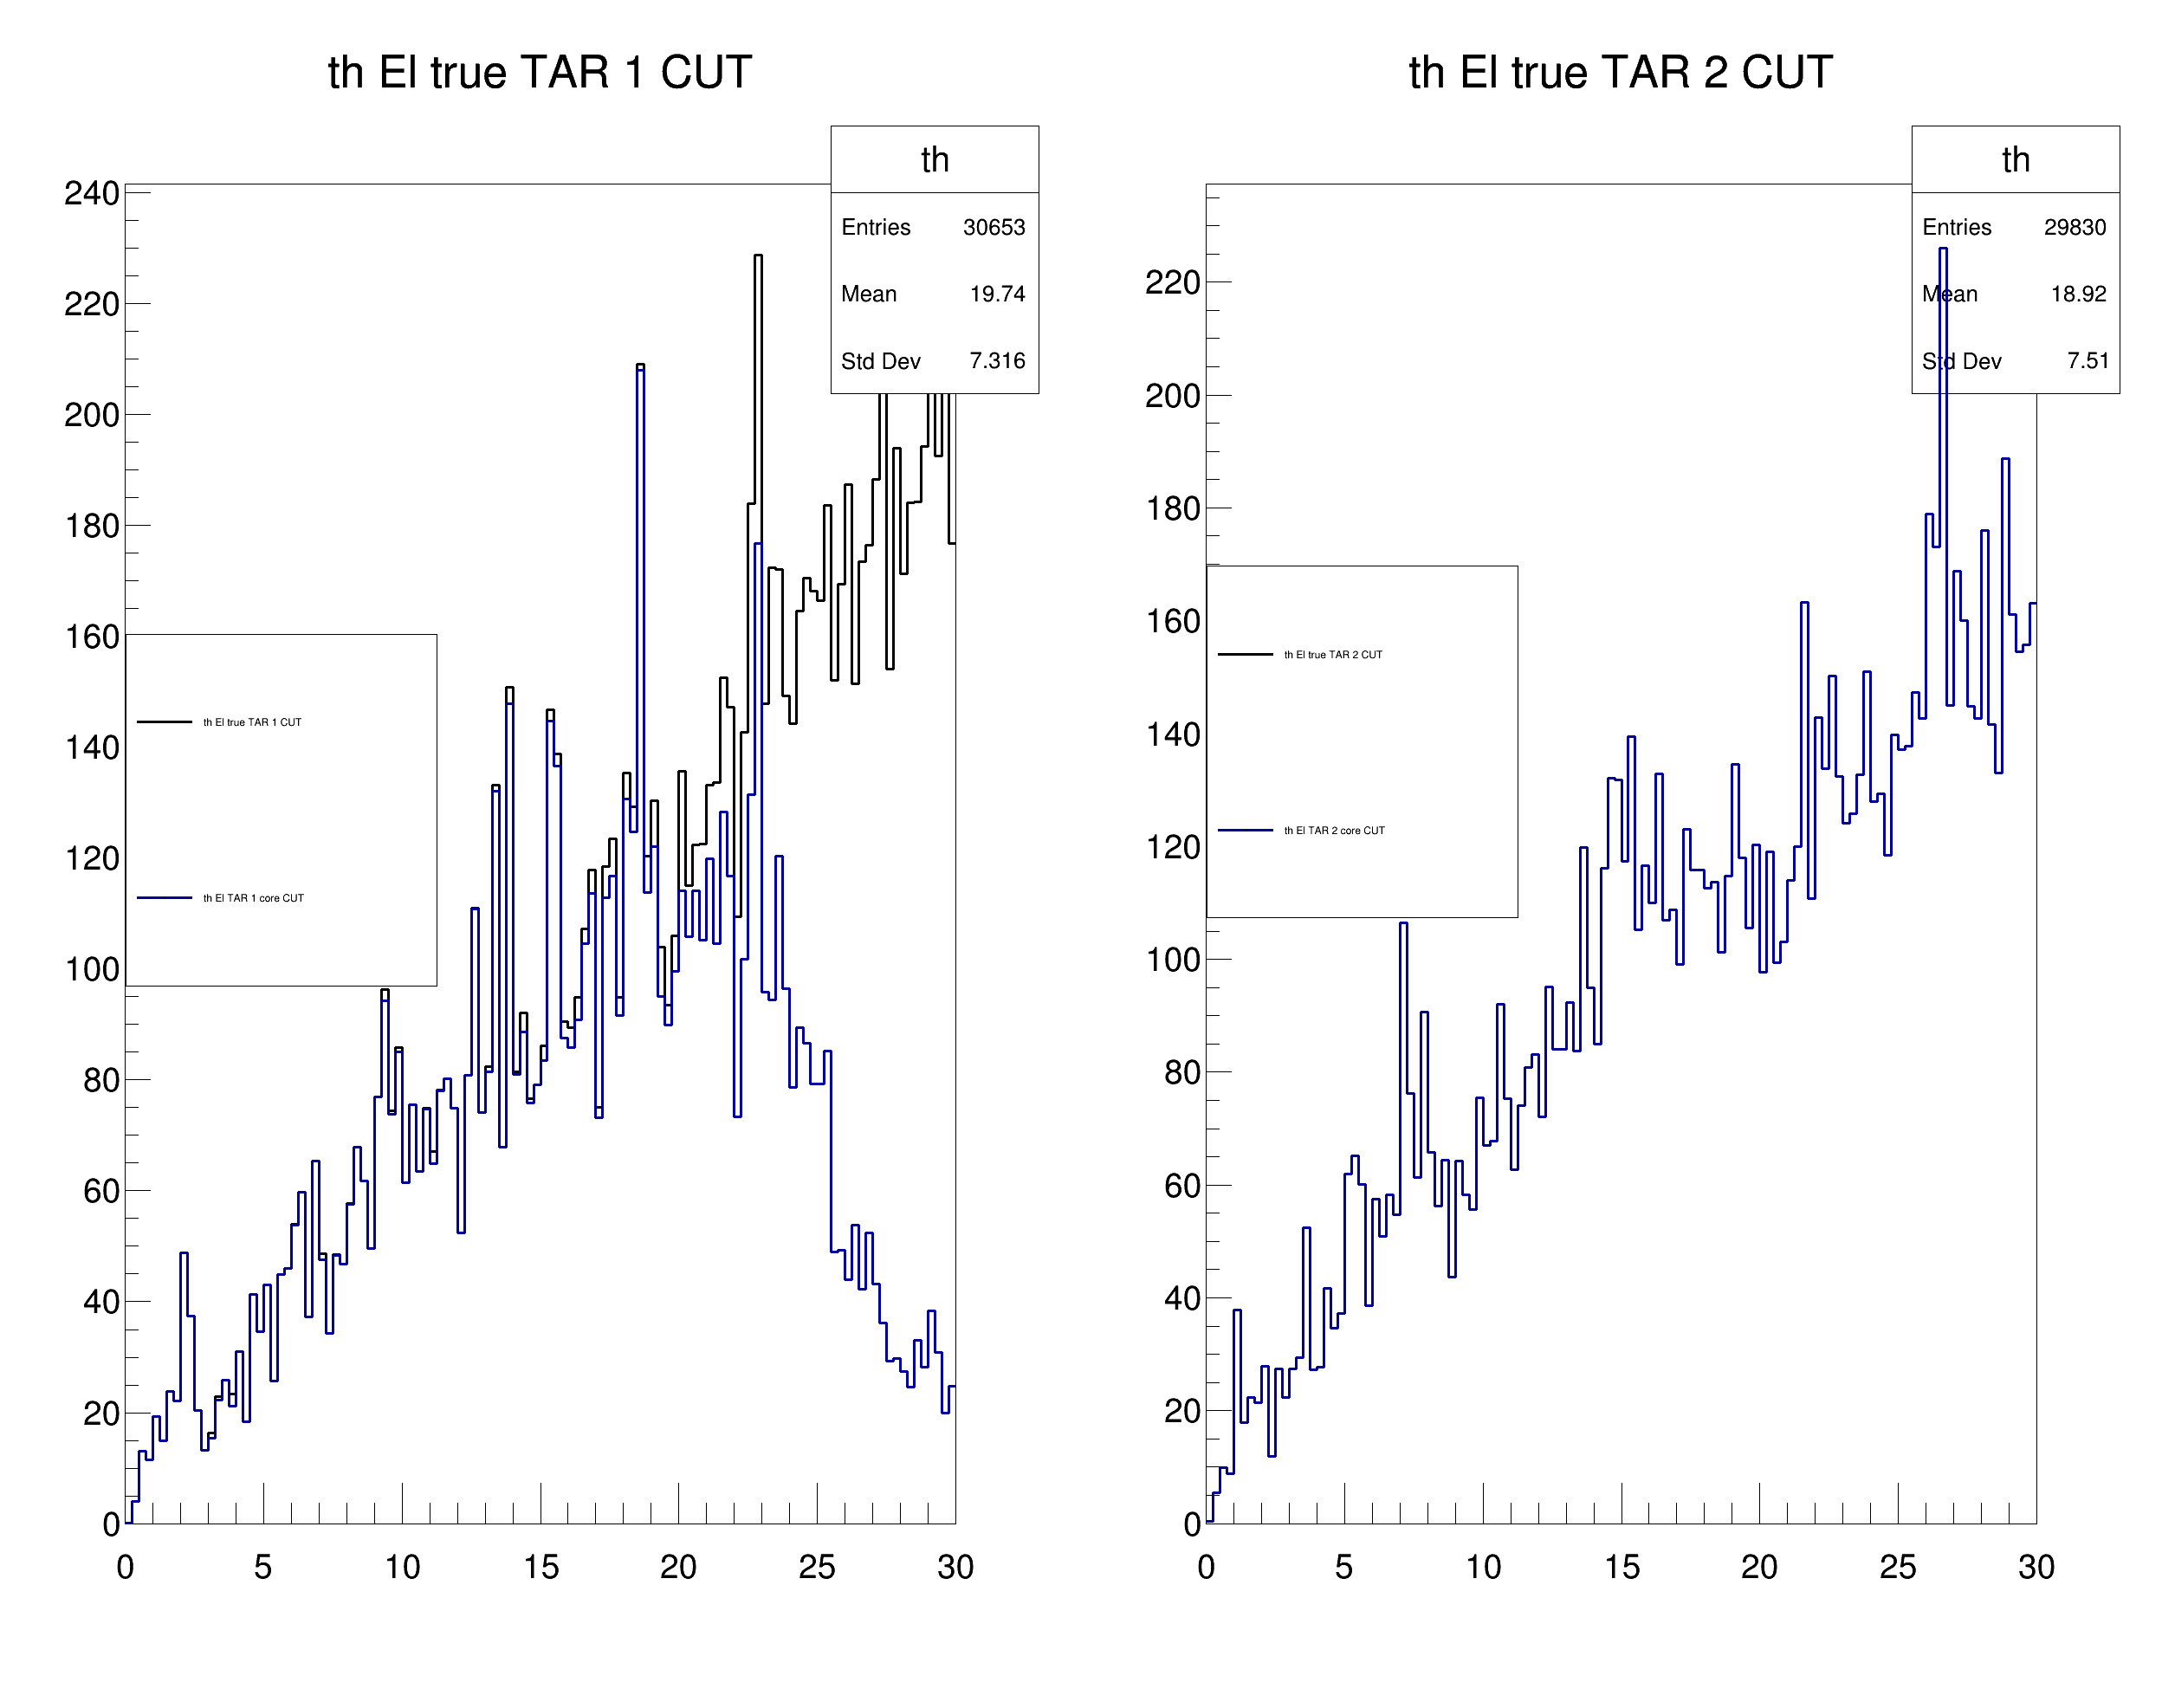 th El true TAR 1 CUT
th
Entries 30653
Mean 19.74
Std Dev 7.316
240
220
200
180
160
140
120
100
80
60
40
20
0
th El true TAR 1 CUT
th El TAR 1 core CUT
0 5 10 15 20 25 30
th El true TAR 2 CUT
th
Entries 29830
Mean 18.92
Std Dev 7.51
220
200
180
160
140
120
100
80
60
40
20
0
th El true TAR 2 CUT
th El TAR 2 core CUT
0 5 10 15 20 25 30